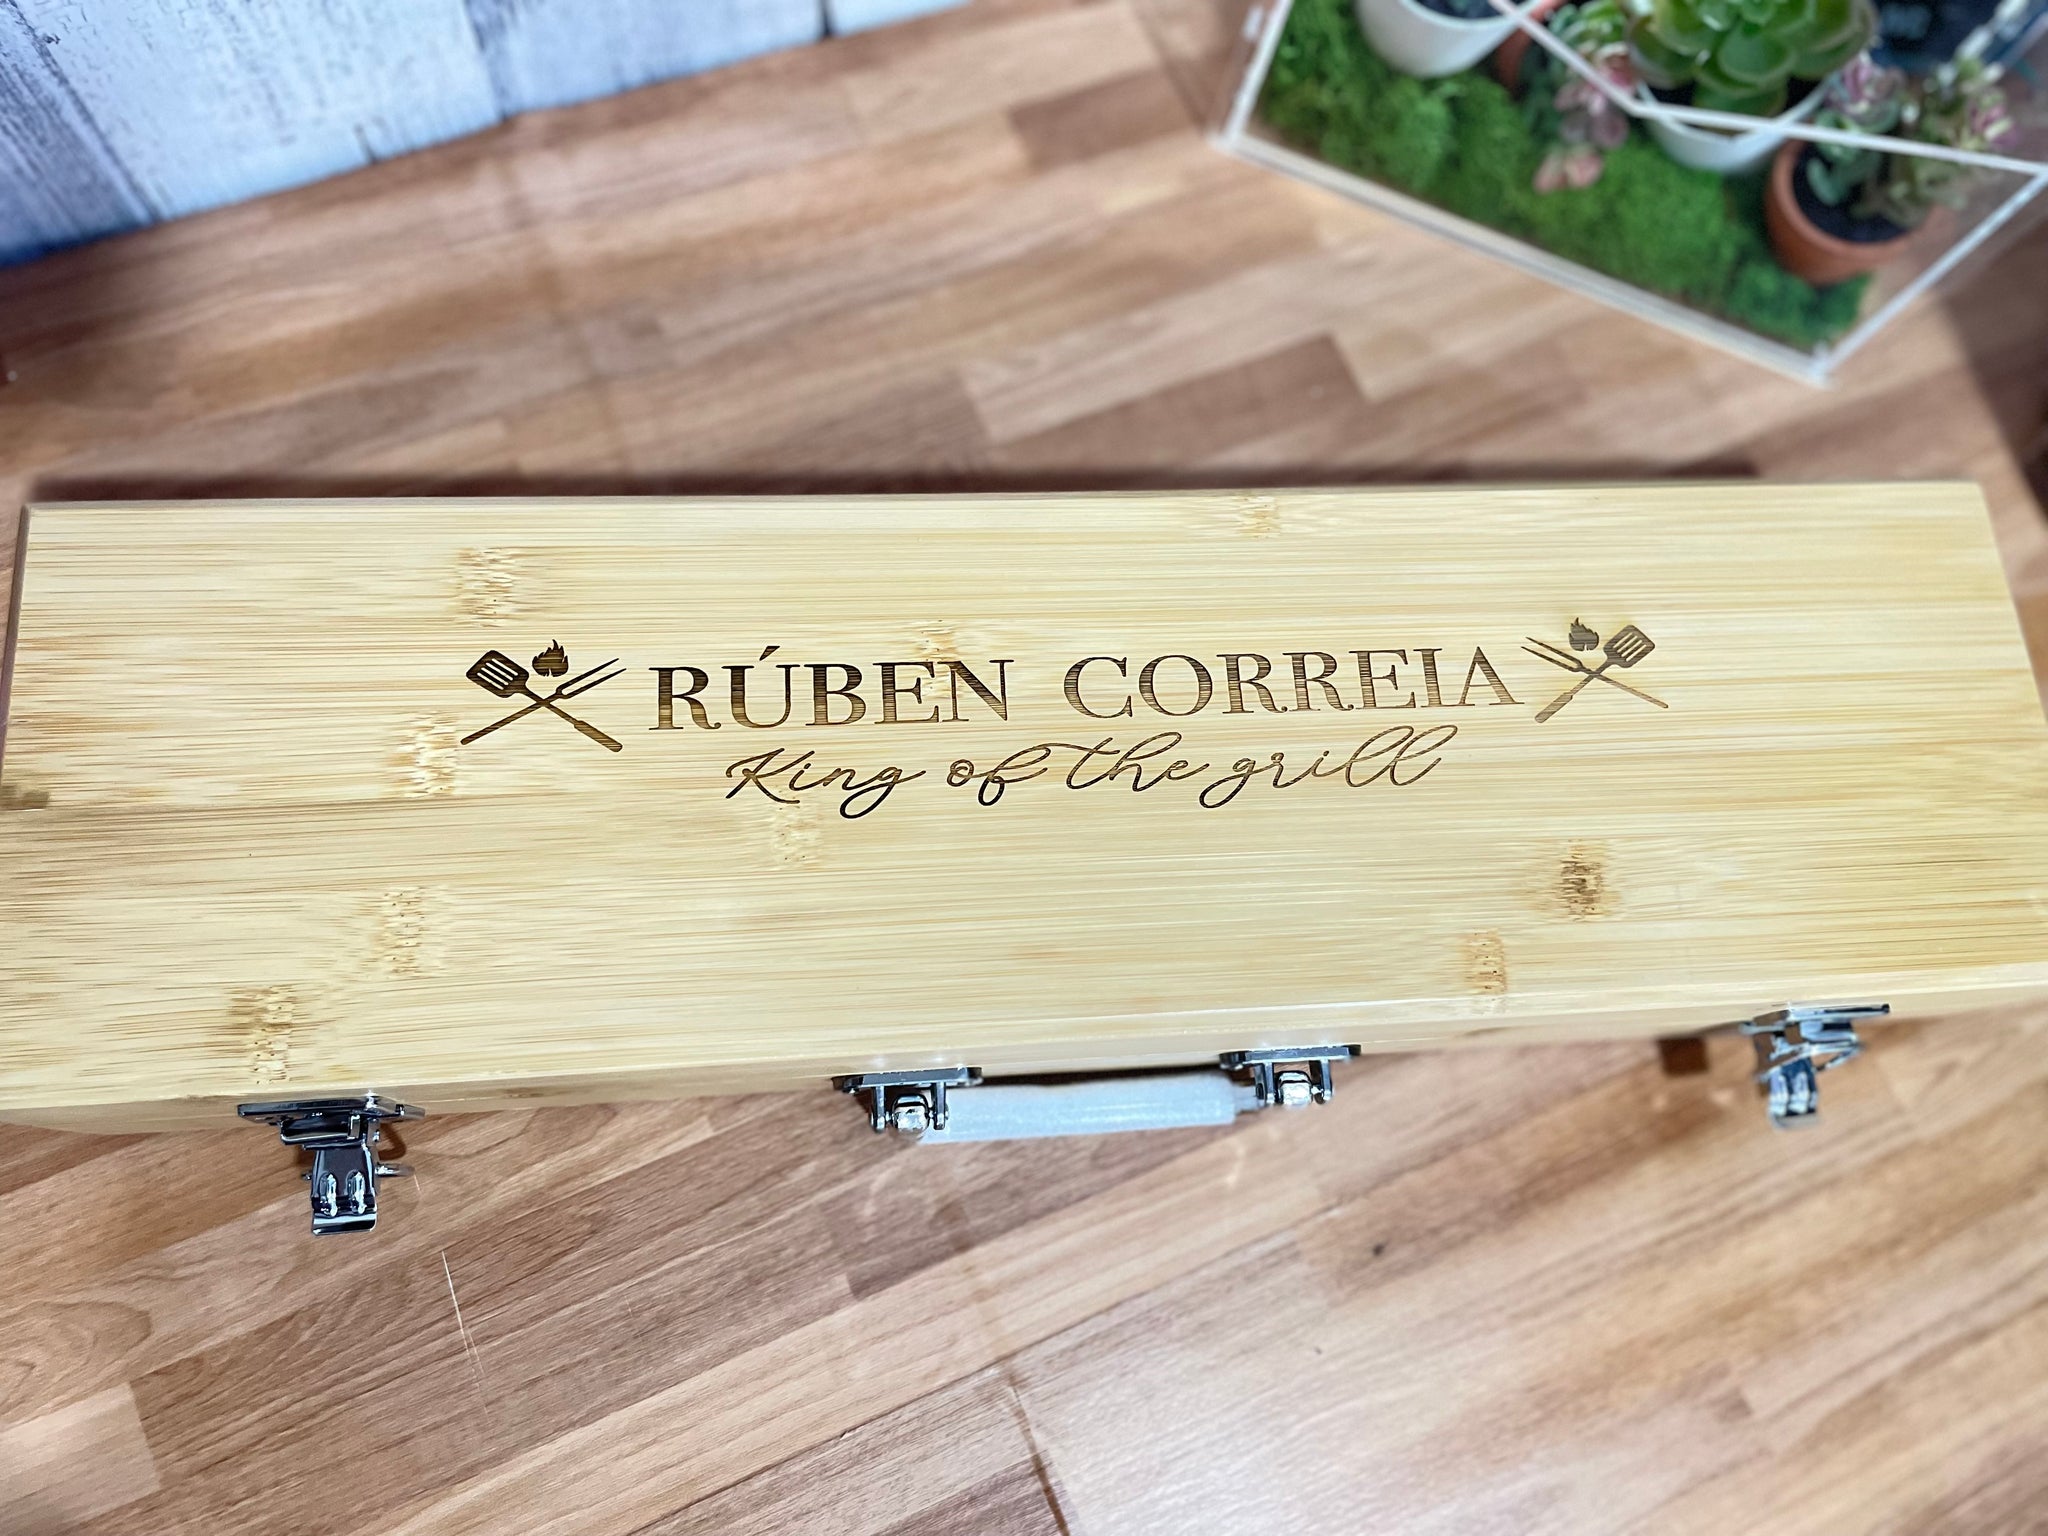 RÚBEN CORREIA
King of the grill